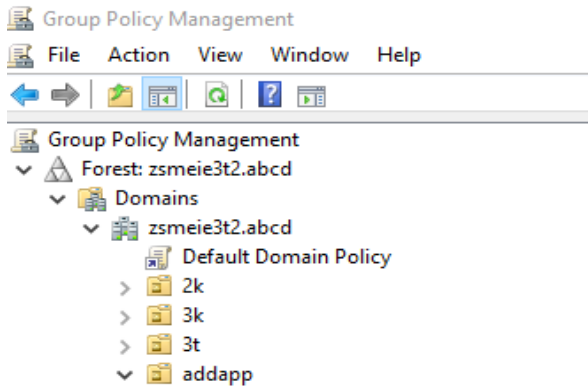 Group Policy Management
File Action View Window Help
Group Policy Management
Forest: zsmeie3t2.abcd
Domains
zsmeie3t2.abcd
Default Domain Policy
2k
3k
3t
addapp